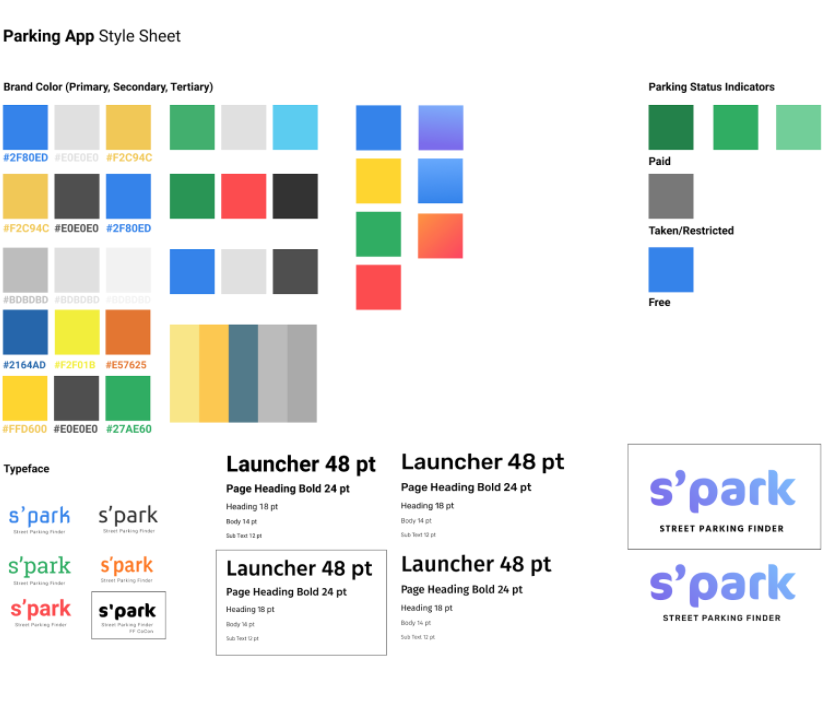 Parking App Style Sheet
Brand Color (Primary, Secondary, Tertiary)
#2F80ED #E0E0E0 #F2C94C
#F2C94C #E0E0E0 #2F80ED
#BDBDBD #BDBDBD #BDBDBD
#2164AD #F2F01B #E57625
#FFD600 #E0E0E0 #27AE60
Parking Status Indicators
Paid
Taken/Restricted
Free
Typeface
s'park
Street Parking Finder
s'park
Street Parking Finder
s'park
Street Parking Finder
s'park
Street Parking Finder
s'park
Street Parking Finder
s'park
Street Parking Finder
FF CoCon
Launcher 48 pt
Page Heading Bold 24 pt
Heading 18 pt
Body 14 pt
Sub Text 12 pt
Launcher 48 pt
Page Heading Bold 24 pt
Heading 18 pt
Body 14 pt
Sub Text 12 pt
Launcher 48 pt
Page Heading Bold 24 pt
Heading 18 pt
Body 14 pt
Sub Text 12 pt
Launcher 48 pt
Page Heading Bold 24 pt
Heading 18 pt
Body 14 pt
Sub Text 12 pt
s'park
STREET PARKING FINDER
s'park
STREET PARKING FINDER